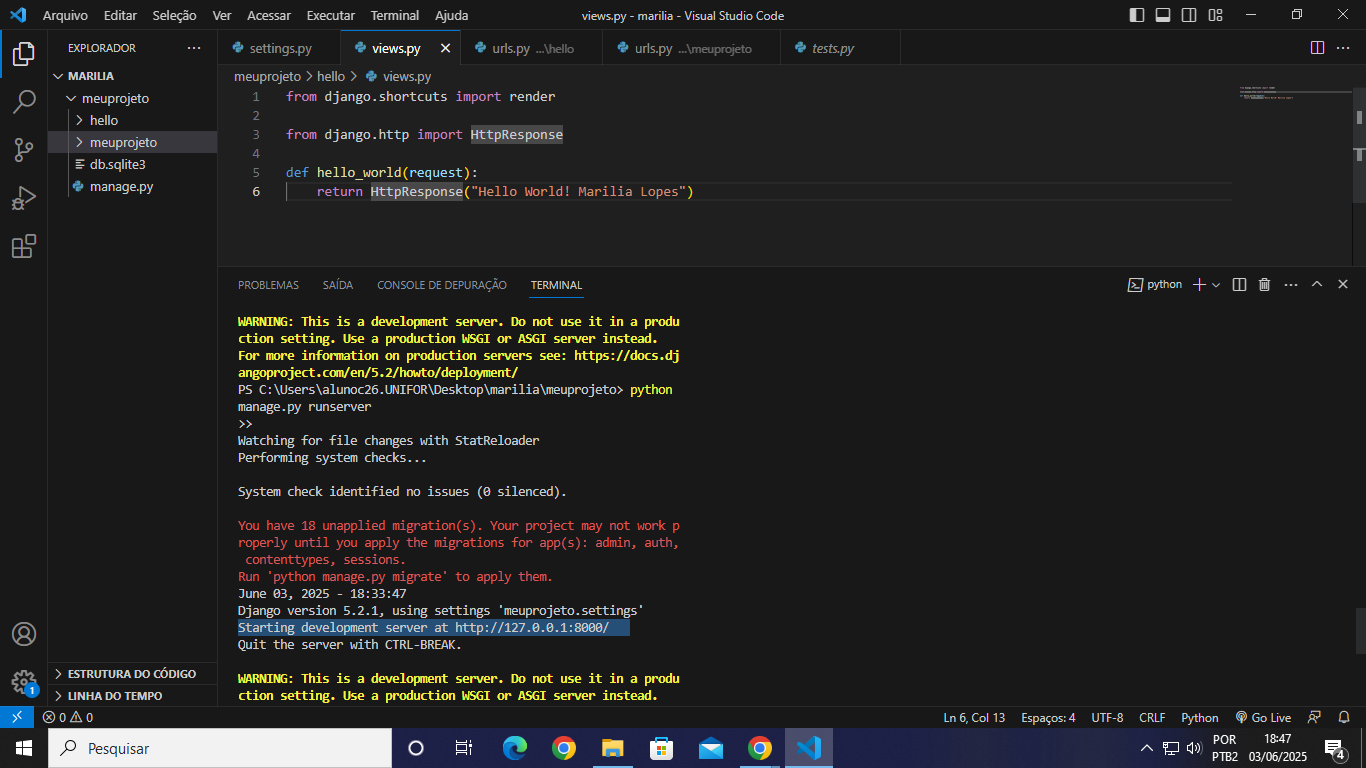 Arquivo Editar Seleção Ver Acessar Executar Terminal Ajuda
views.py - marilia - Visual Studio Code
EXPLORADOR
MARILIA
meuprojeto
hello
meuprojeto
db.sqlite3
manage.py
ESTRUTURA DO CÓDIGO
LINHA DO TEMPO
1
settings.py views.py urls.py ...\hello urls.py ...\meuprojeto tests.py
meuprojeto > hello > views.py
1 from django.shortcuts import render
2
3 from django.http import HttpResponse
4
5 def hello_world(request):
6 return HttpResponse("Hello World! Marilia Lopes")
PROBLEMAS SAÍDA CONSOLE DE DEPURAÇÃO TERMINAL
python
WARNING: This is a development server. Do not use it in a produ
ction setting. Use a production WSGI or ASGI server instead.
For more information on production servers see: https://docs.dj
angoproject.com/en/5.2/howto/deployment/
PS C:\Users\alunoc26.UNIFOR\Desktop\marilia\meuprojeto> python
manage.py runserver
>>
Watching for file changes with StatReloader
Performing system checks...
System check identified no issues (0 silenced).
You have 18 unapplied migration(s). Your project may not work p
roperly until you apply the migrations for app(s): admin, auth,
contenttypes, sessions.
Run 'python manage.py migrate' to apply them.
June 03, 2025 - 18:33:47
Django version 5.2.1, using settings 'meuprojeto.settings'
Starting development server at http://127.0.0.1:8000/
Quit the server with CTRL-BREAK.
WARNING: This is a development server. Do not use it in a produ
ction setting. Use a production WSGI or ASGI server instead.
0 0
Ln 6, Col 13 Espaços: 4 UTF-8 CRLF Python Go Live
Pesquisar
POR
PTB2
18:47
03/06/2025
4